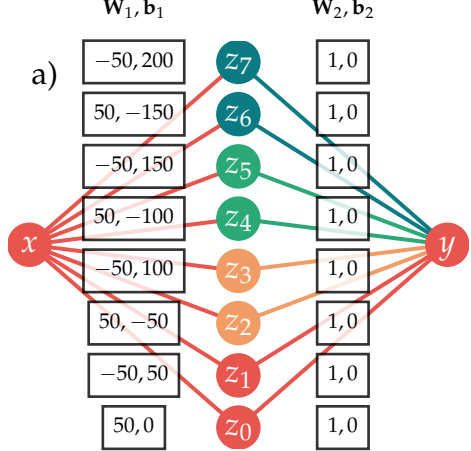 W₁, b₁ W₂, b₂
a)
−50, 200 z₇ 1, 0
50, −150 z₆ 1, 0
−50, 150 z₅ 1, 0
50, −100 z₄ 1, 0
x y
−50, 100 z₃ 1, 0
50, −50 z₂ 1, 0
−50, 50 z₁ 1, 0
50, 0 z₀ 1, 0